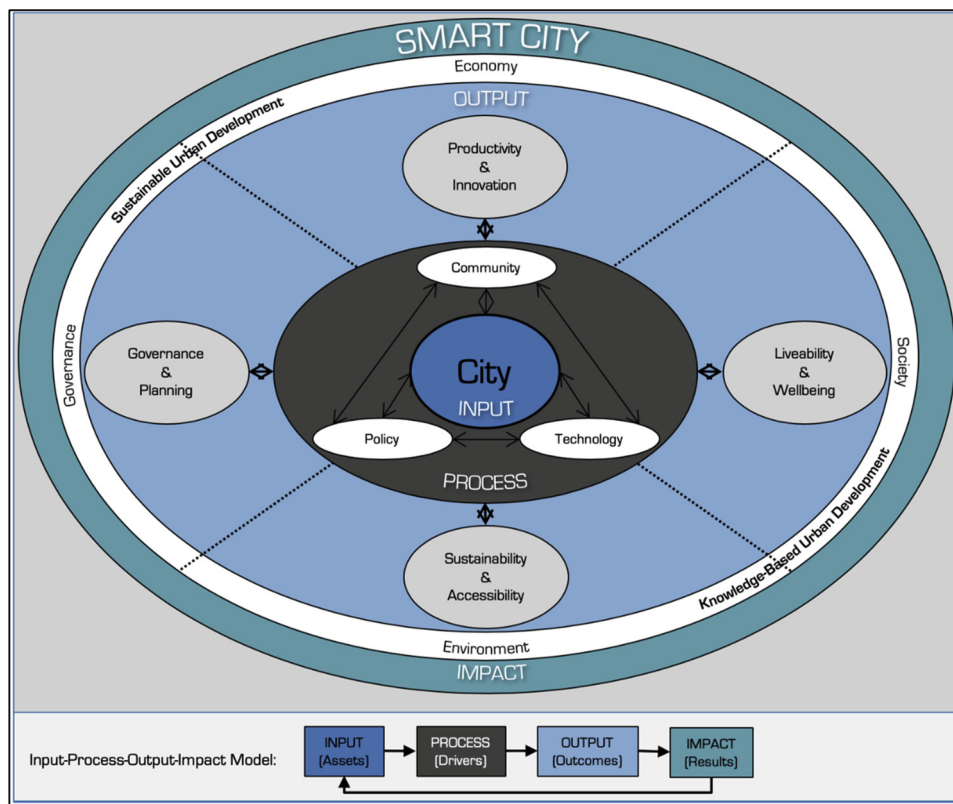 SMART CITY
Economy
OUTPUT
Sustainable Urban Development
Productivity
&
Innovation
Community
Governance
Governance
&
Planning
City
INPUT
Liveability
&
Wellbeing
Society
Policy
Technology
PROCESS
Sustainability
&
Accessibility
Knowledge-Based Urban Development
Environment
IMPACT
Input-Process-Output-Impact Model:
INPUT
(Assets)
PROCESS
(Drivers)
OUTPUT
(Outcomes)
IMPACT
(Results)